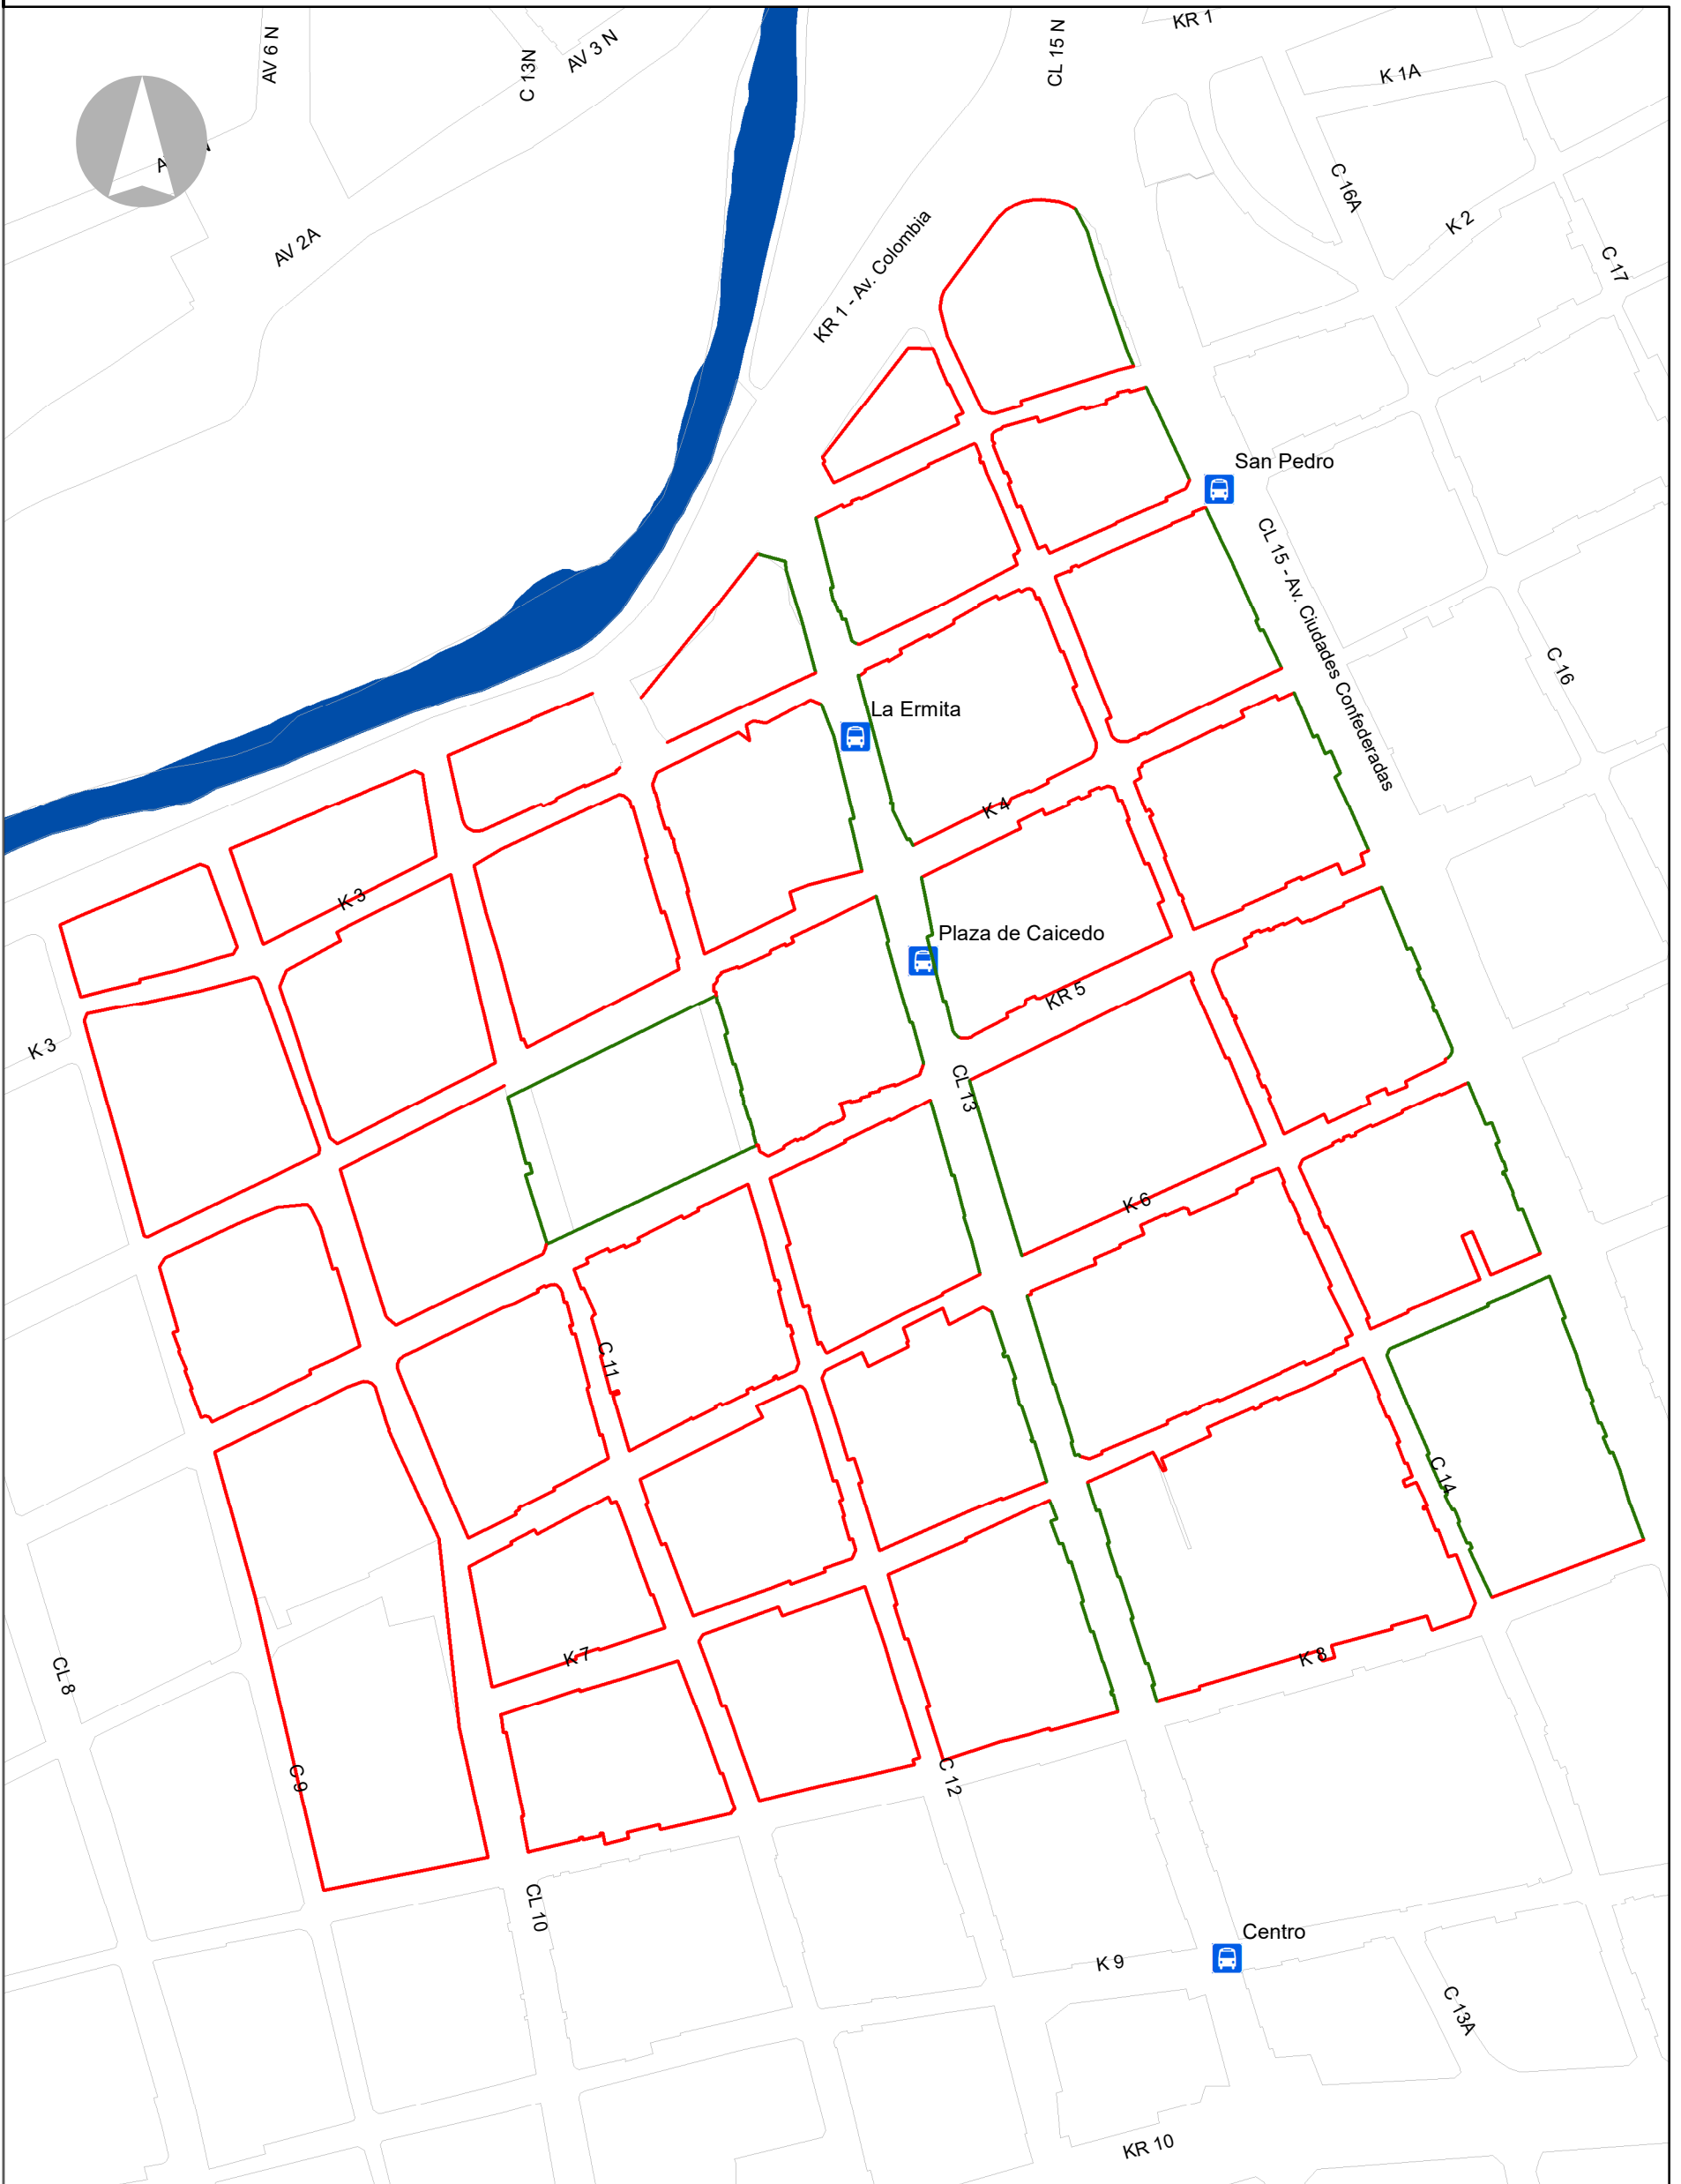 KR 1
AV 6 N
C 13N
AV 3 N
CL 15 N
K 1A
C 16A
K 2
C 17
AV 2A
KR 1 - Av. Colombia
San Pedro
CL 15 - Av. Ciudades Confederadas
C 16
La Ermita
K 4
K 3
Plaza de Caicedo
KR 5
K 3
CL 13
K 6
C 11
C 14
K 7
K 8
CL 8
C 9
C 12
CL 10
Centro
K 9
C 13A
KR 10